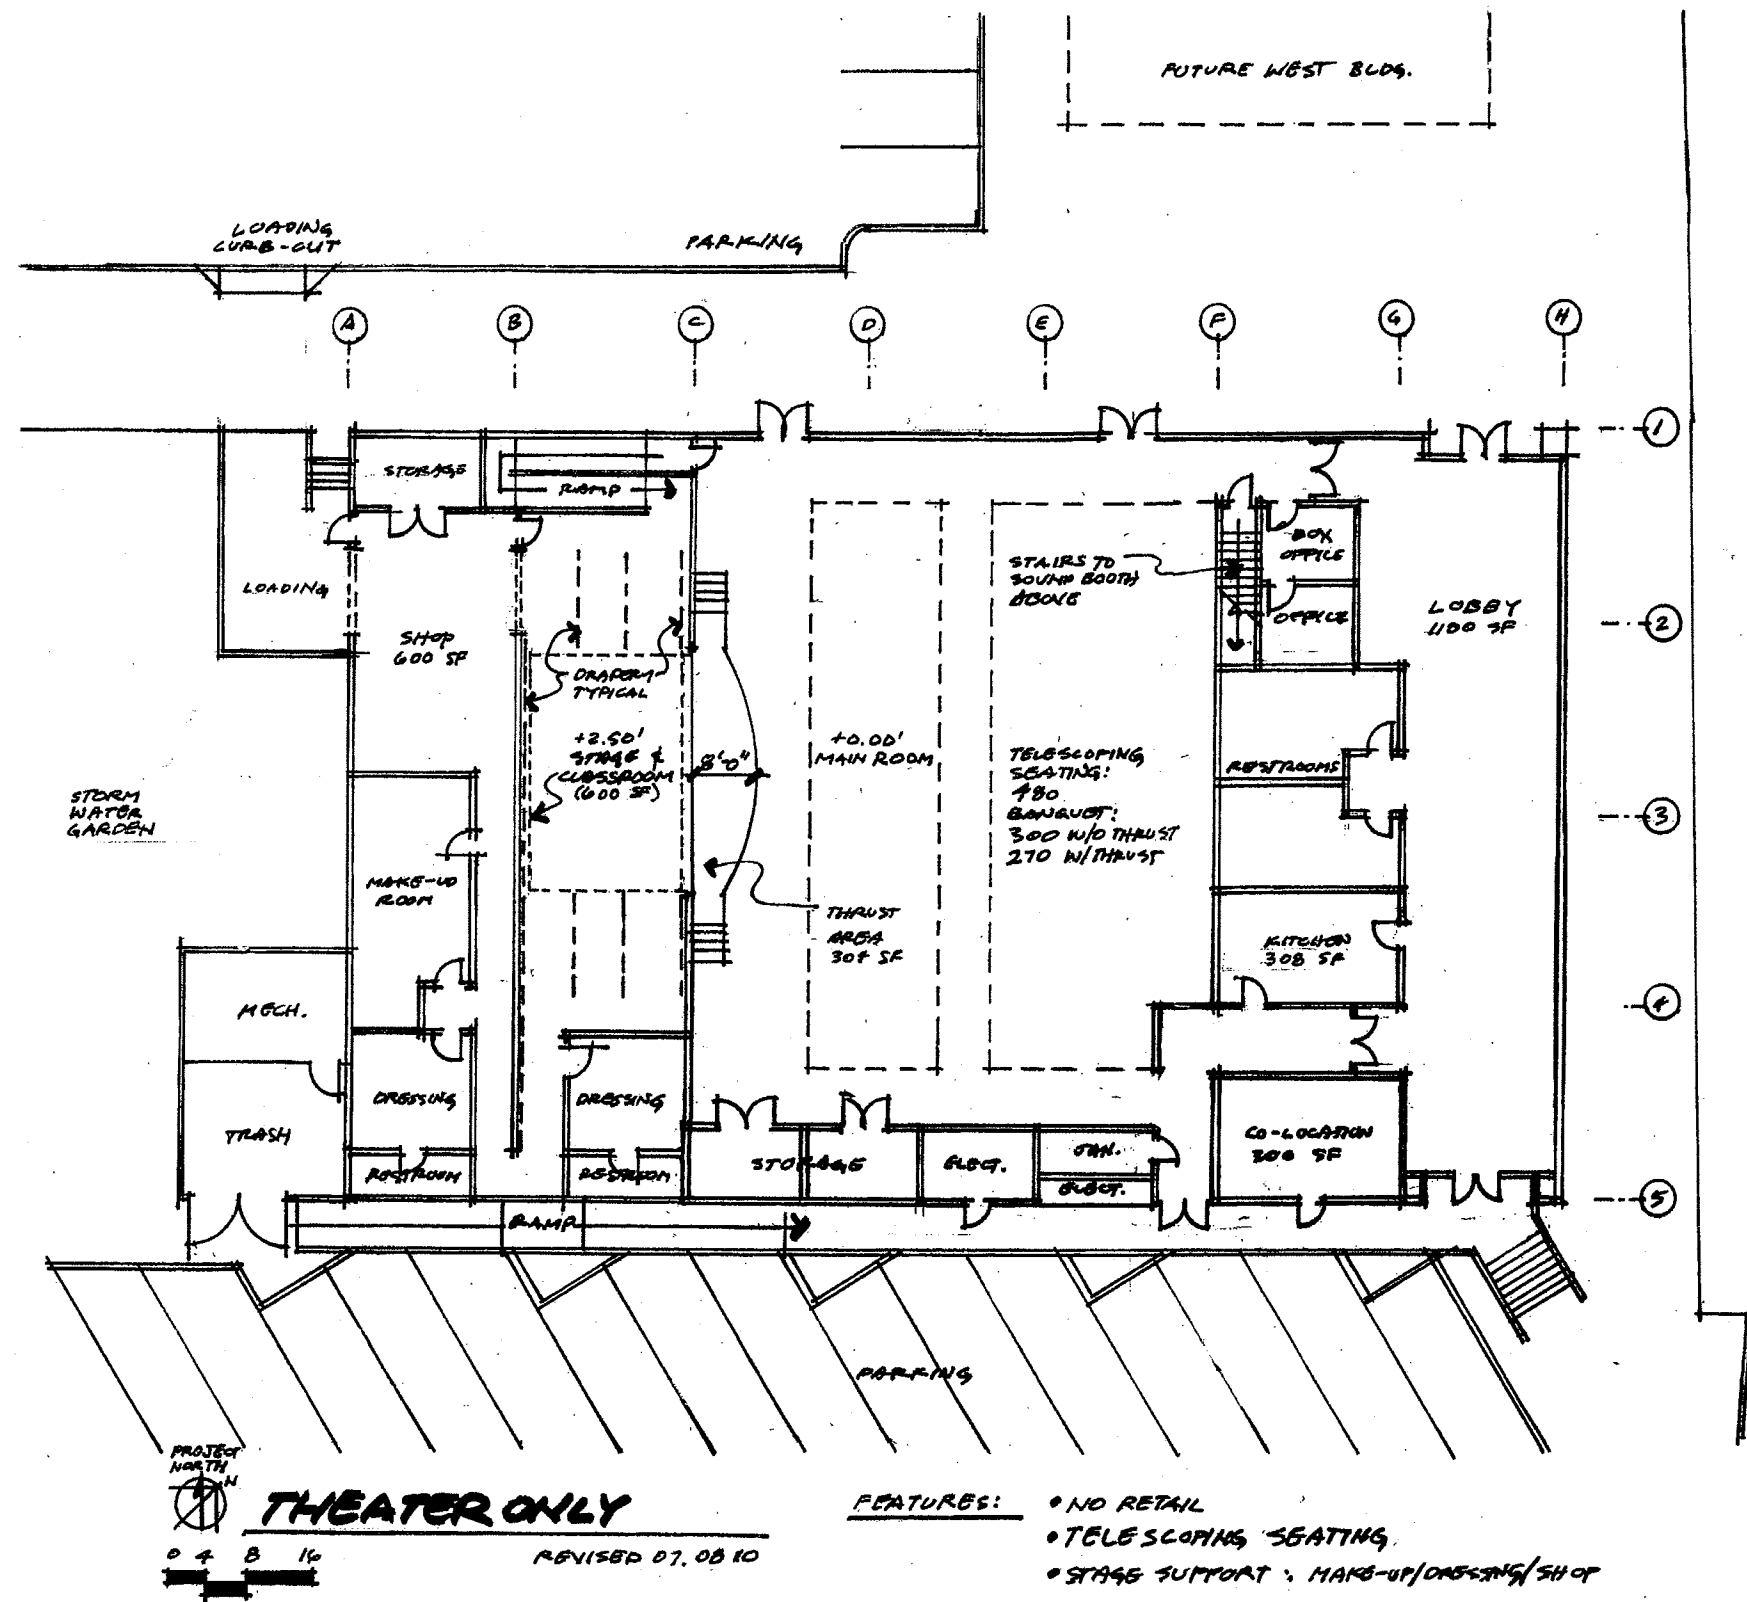 FUTURE WEST BLDG.
LOADING
CURB-CUT
PARKING
A
B
C
D
E
F
G
H
1
STORAGE
RAMP
BOX
OFFICE
STAIRS TO
SOUND BOOTH
ABOVE
LOADING
OFFICE
LOBBY
1100 SF
2
SHOP
600 SF
DRAPERY
TYPICAL
+2.50'
STAGE &
CLASSROOM
(600 SF)
8'-0"
+0.00'
MAIN ROOM
TELESCOPING
SEATING:
480
BANQUET:
300 W/O THRUST
270 W/THRUST
RESTROOMS
STORM
WATER
GARDEN
3
MAKE-UP
ROOM
THRUST
AREA
304 SF
KITCHEN
308 SF
MECH.
4
DRESSING
DRESSING
TRASH
CO-LOCATION
300 SF
RESTROOM
RESTROOM
STORAGE
ELECT.
JAN.
ELECT.
5
RAMP
PARKING
PROJECT
NORTH
N
THEATER ONLY
REVISED 07.08.10
0 4 8 16
FEATURES:
• NO RETAIL
• TELESCOPING SEATING
• STAGE SUPPORT : MAKE-UP/DRESSING/SHOP